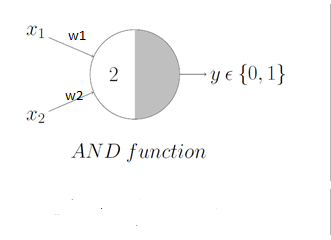 x1
w1
2
y ϵ {0, 1}
w2
x2
AND function